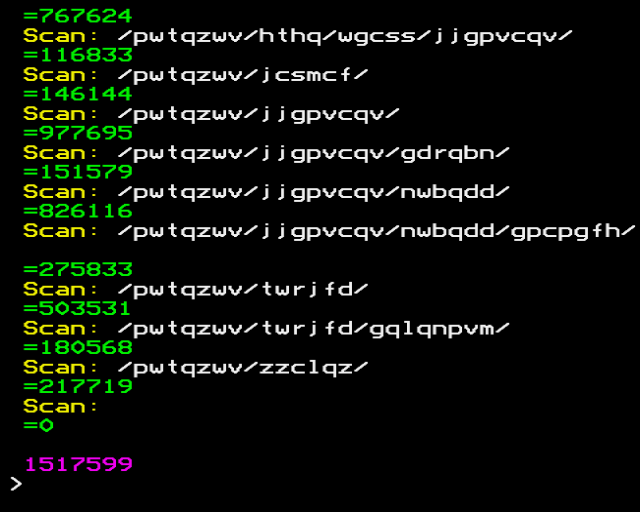 =767624
Scan: /pwtqzwv/hthq/wgcss/jjgpvcqv/
=116833
Scan: /pwtqzwv/jcsmcf/
=146144
Scan: /pwtqzwv/jjgpvcqv/
=977695
Scan: /pwtqzwv/jjgpvcqv/gdrqbn/
=151579
Scan: /pwtqzwv/jjgpvcqv/nwbqdd/
=826116
Scan: /pwtqzwv/jjgpvcqv/nwbqdd/gpcpgfh/
=275833
Scan: /pwtqzwv/twrjfd/
=503531
Scan: /pwtqzwv/twrjfd/gqlqnpvm/
=180568
Scan: /pwtqzwv/zzclqz/
=217719
Scan:
=0
1517599
>